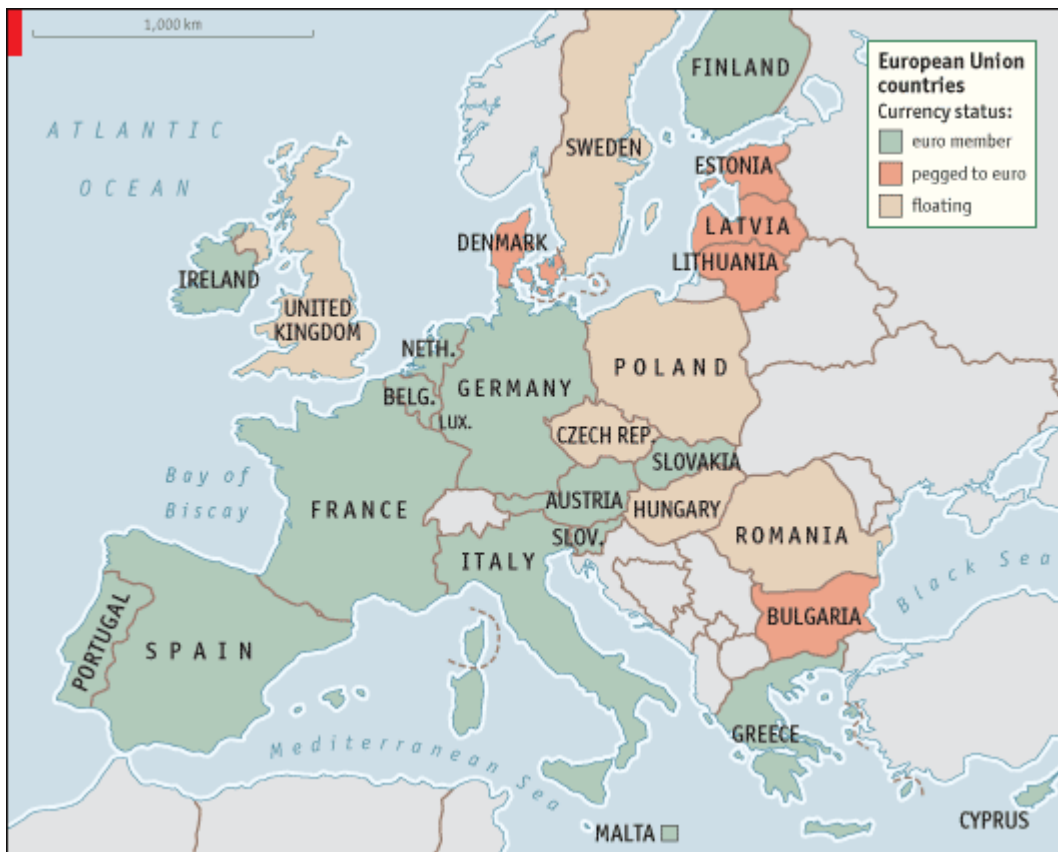 1,000 km
European Union
countries
Currency status:
euro member
pegged to euro
floating
FINLAND
ATLANTIC
OCEAN
SWEDEN
ESTONIA
LATVIA
DENMARK
LITHUANIA
IRELAND
UNITED
KINGDOM
NETH.
POLAND
BELG.
GERMANY
LUX.
CZECH REP.
SLOVAKIA
Bay of
Biscay
FRANCE
AUSTRIA
HUNGARY
SLOV.
ROMANIA
ITALY
Black Sea
BULGARIA
PORTUGAL
SPAIN
GREECE
Mediterranean Sea
MALTA
CYPRUS